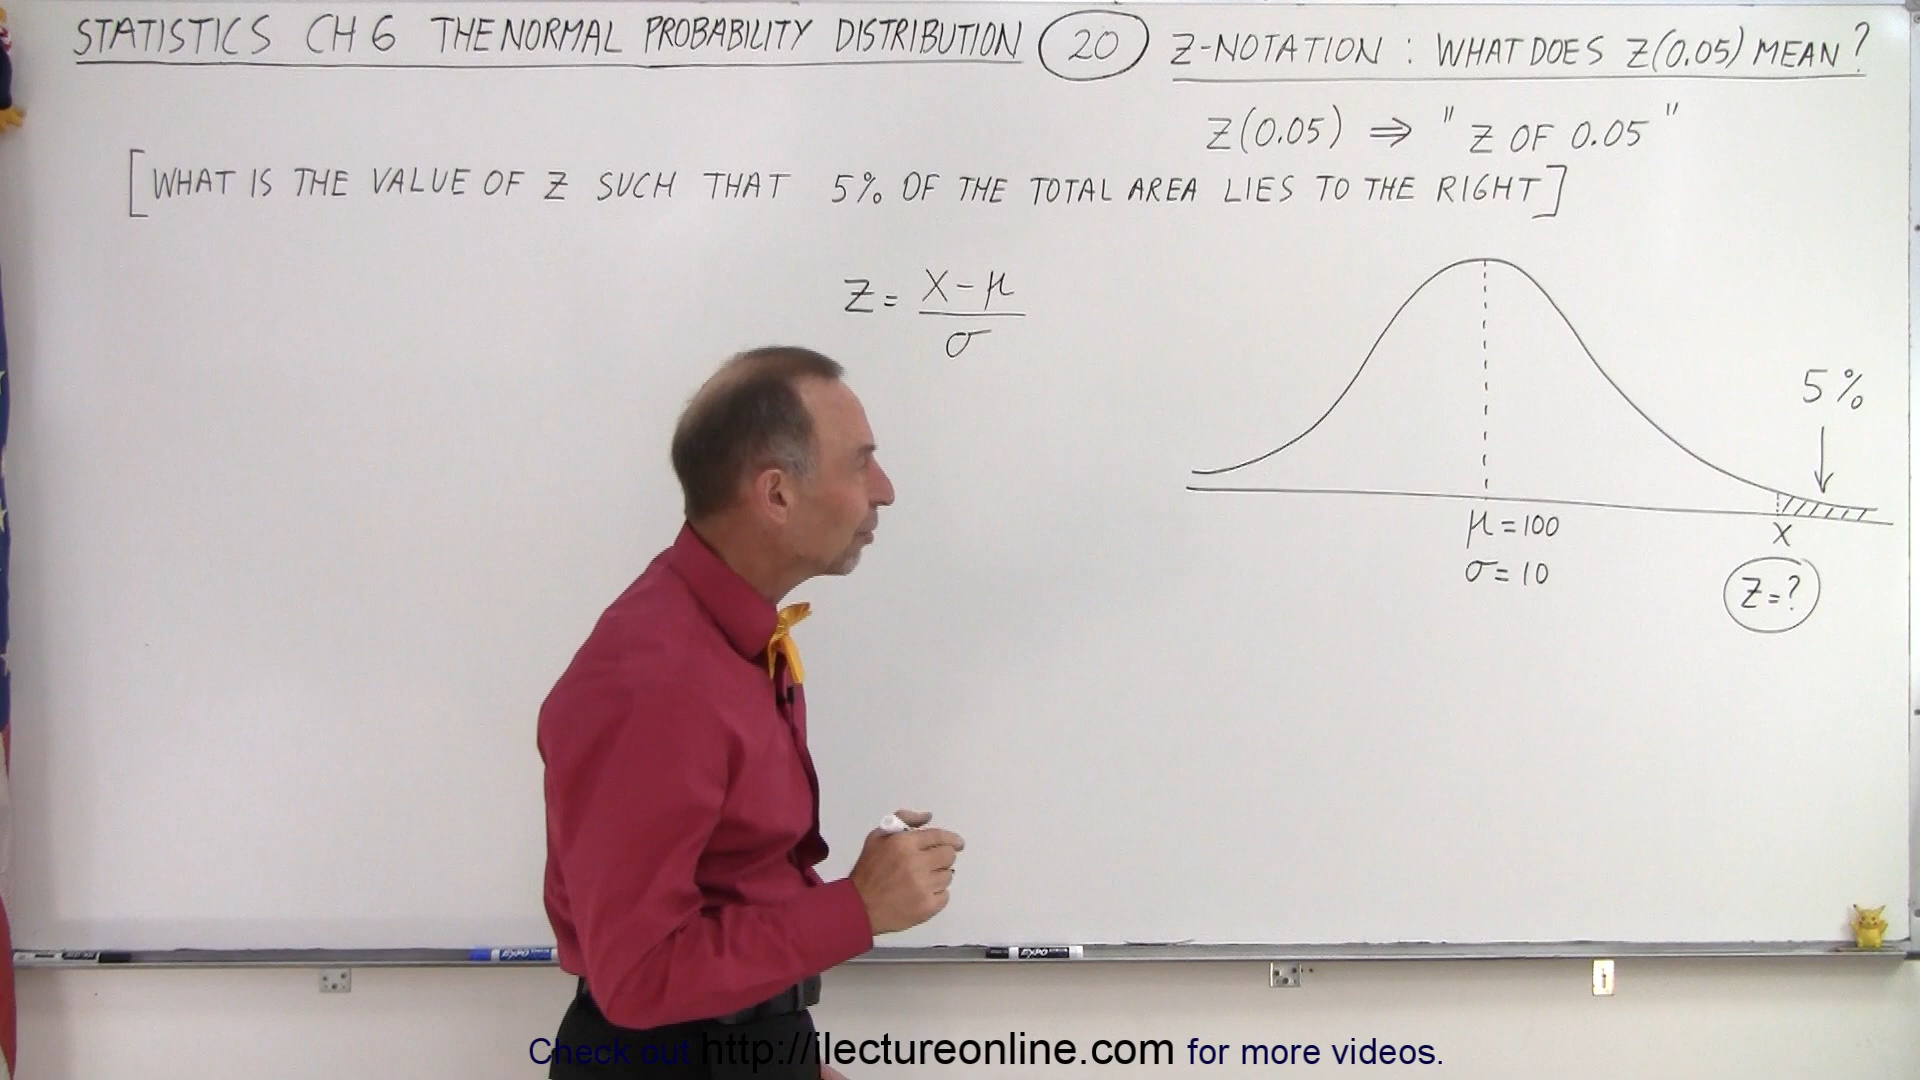 STATISTICS CH 6 THE NORMAL PROBABILITY DISTRIBUTION 20 Z-NOTATION : WHAT DOES Z(0.05) MEAN?
Z(0.05) ⇒ " Z OF 0.05 "
[WHAT IS THE VALUE OF Z SUCH THAT 5% OF THE TOTAL AREA LIES TO THE RIGHT]
Z = (X - μ) / σ
5%
μ = 100
X
σ = 10
Z = ?
EXPO
EXPO
Check out http://ilectureonline.com for more videos.